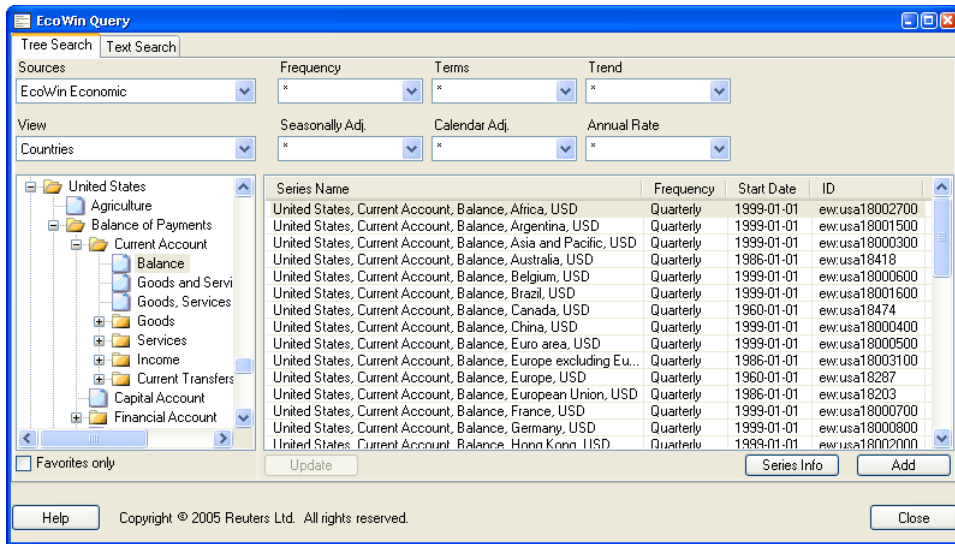 EcoWin Query
Tree Search Text Search
Sources Frequency Terms Trend
EcoWin Economic * * *
View Seasonally Adj. Calendar Adj. Annual Rate
Countries * * *
United States
Agriculture
Balance of Payments
Current Account
Balance
Goods and Servi
Goods, Services
Goods
Services
Income
Current Transfers
Capital Account
Financial Account
Series Name Frequency Start Date ID
United States, Current Account, Balance, Africa, USD Quarterly 1999-01-01 ew:usa18002700
United States, Current Account, Balance, Argentina, USD Quarterly 1999-01-01 ew:usa18001500
United States, Current Account, Balance, Asia and Pacific, USD Quarterly 1999-01-01 ew:usa18000300
United States, Current Account, Balance, Australia, USD Quarterly 1986-01-01 ew:usa18418
United States, Current Account, Balance, Belgium, USD Quarterly 1999-01-01 ew:usa18000600
United States, Current Account, Balance, Brazil, USD Quarterly 1999-01-01 ew:usa18001600
United States, Current Account, Balance, Canada, USD Quarterly 1960-01-01 ew:usa18474
United States, Current Account, Balance, China, USD Quarterly 1999-01-01 ew:usa18000400
United States, Current Account, Balance, Euro area, USD Quarterly 1999-01-01 ew:usa18000500
United States, Current Account, Balance, Europe excluding Eu... Quarterly 1986-01-01 ew:usa18003100
United States, Current Account, Balance, Europe, USD Quarterly 1960-01-01 ew:usa18287
United States, Current Account, Balance, European Union, USD Quarterly 1986-01-01 ew:usa18203
United States, Current Account, Balance, France, USD Quarterly 1999-01-01 ew:usa18000700
United States, Current Account, Balance, Germany, USD Quarterly 1999-01-01 ew:usa18000800
United States, Current Account, Balance, Hong Kong, USD Quarterly 1999-01-01 ew:usa18002000
Favorites only Update Series Info Add
Help Copyright © 2005 Reuters Ltd. All rights reserved. Close